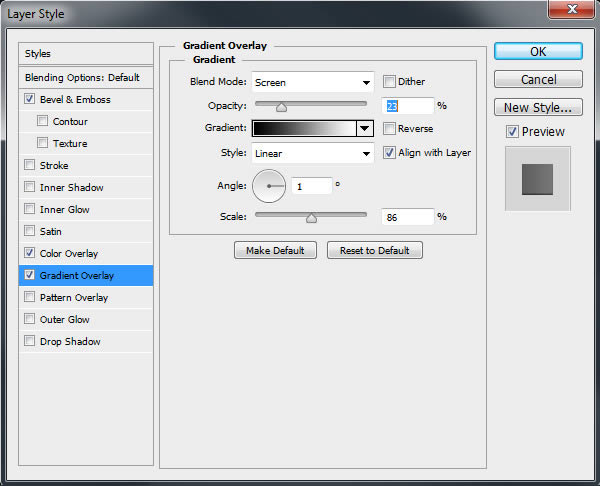 Layer Style
Styles
Blending Options: Default
Bevel & Emboss
Contour
Texture
Stroke
Inner Shadow
Inner Glow
Satin
Color Overlay
Gradient Overlay
Pattern Overlay
Outer Glow
Drop Shadow
Gradient Overlay
Gradient
Blend Mode: Screen Dither
Opacity: 23 %
Gradient: Reverse
Style: Linear Align with Layer
Angle: 1 °
Scale: 86 %
Make Default Reset to Default
OK
Cancel
New Style...
Preview